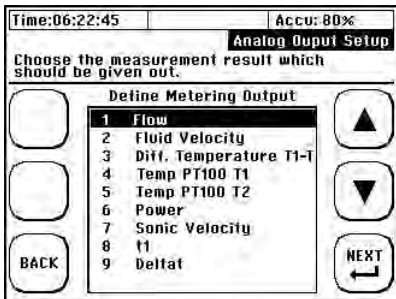 Time:06:22:45 Accu: 80%
Analog Ouput Setup
Choose the measurement result which
should be given out.
Define Metering Output
1 Flow
2 Fluid Velocity
3 Diff. Temperature T1-T
4 Temp PT100 T1
5 Temp PT100 T2
6 Power
7 Sonic Velocity
8 t1
9 Deltat
BACK
NEXT